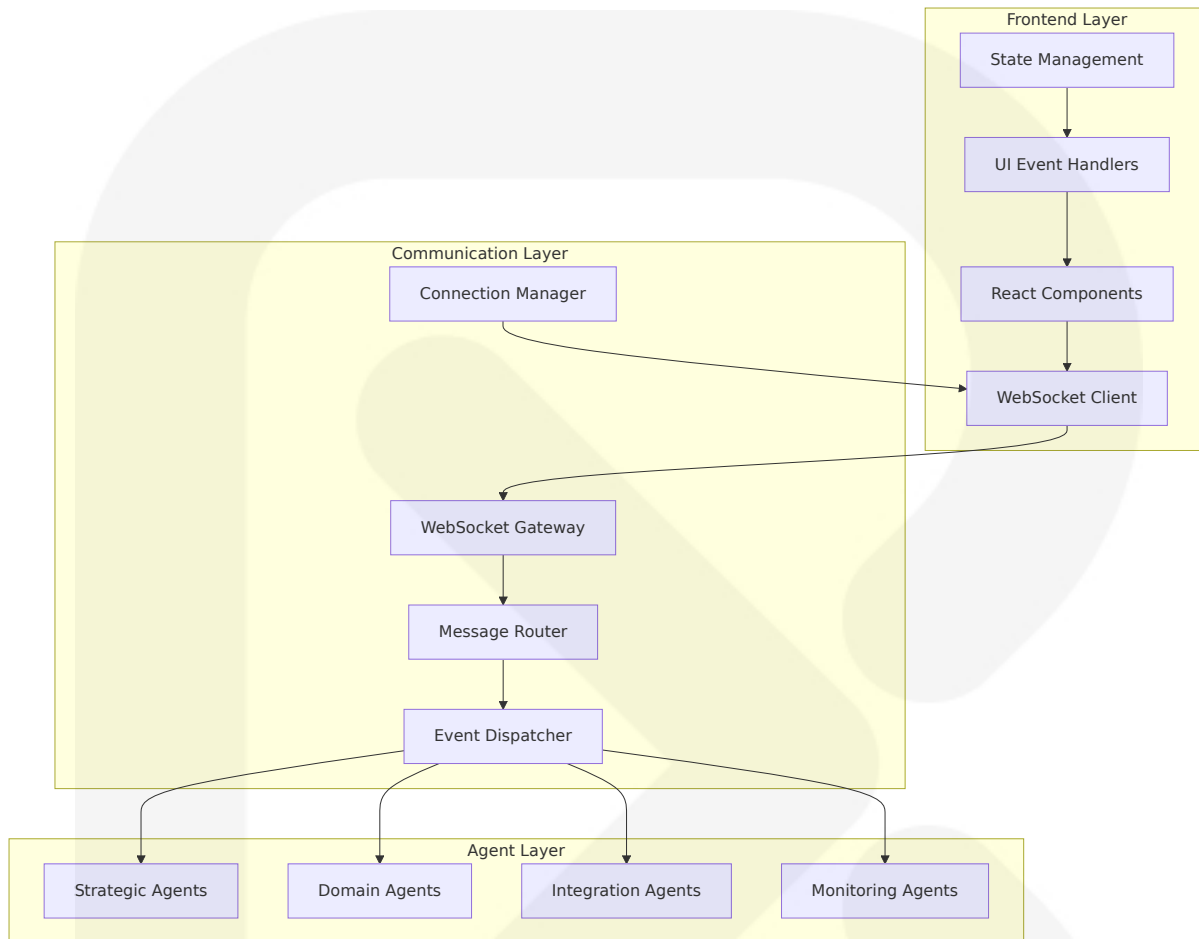 Frontend Layer
State Management
UI Event Handlers
Communication Layer
Connection Manager
React Components
WebSocket Client
WebSocket Gateway
Message Router
Event Dispatcher
Agent Layer
Strategic Agents
Domain Agents
Integration Agents
Monitoring Agents